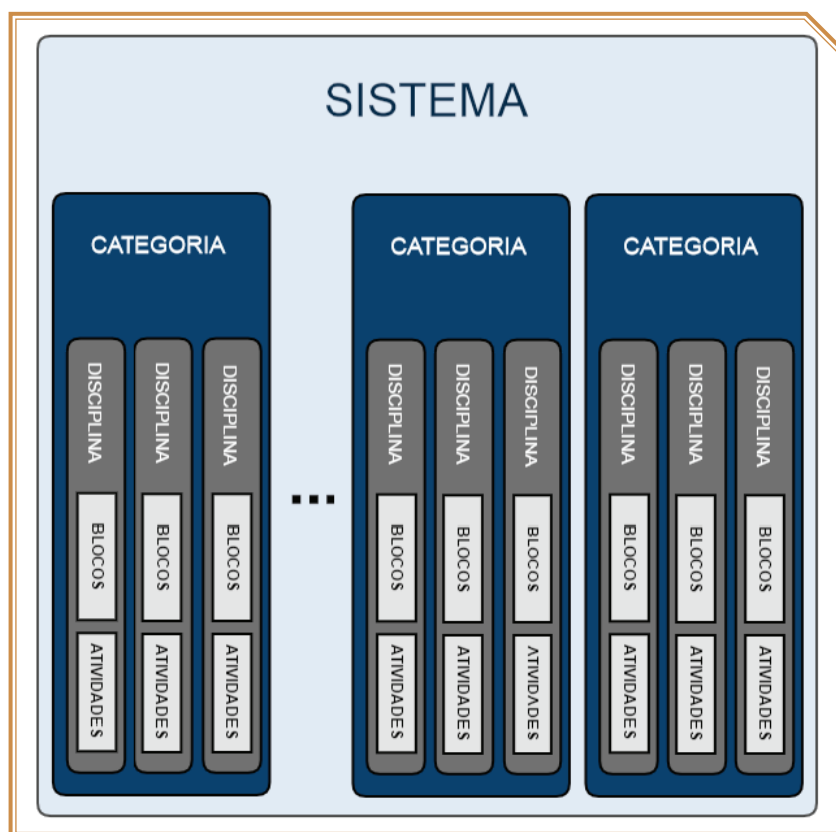 SISTEMA
CATEGORIA
DISCIPLINA
BLOCOS
ATIVIDADES
DISCIPLINA
BLOCOS
ATIVIDADES
DISCIPLINA
BLOCOS
ATIVIDADES
...
CATEGORIA
DISCIPLINA
BLOCOS
ATIVIDADES
DISCIPLINA
BLOCOS
ATIVIDADES
DISCIPLINA
BLOCOS
ATIVIDADES
CATEGORIA
DISCIPLINA
BLOCOS
ATIVIDADES
DISCIPLINA
BLOCOS
ATIVIDADES
DISCIPLINA
BLOCOS
ATIVIDADES